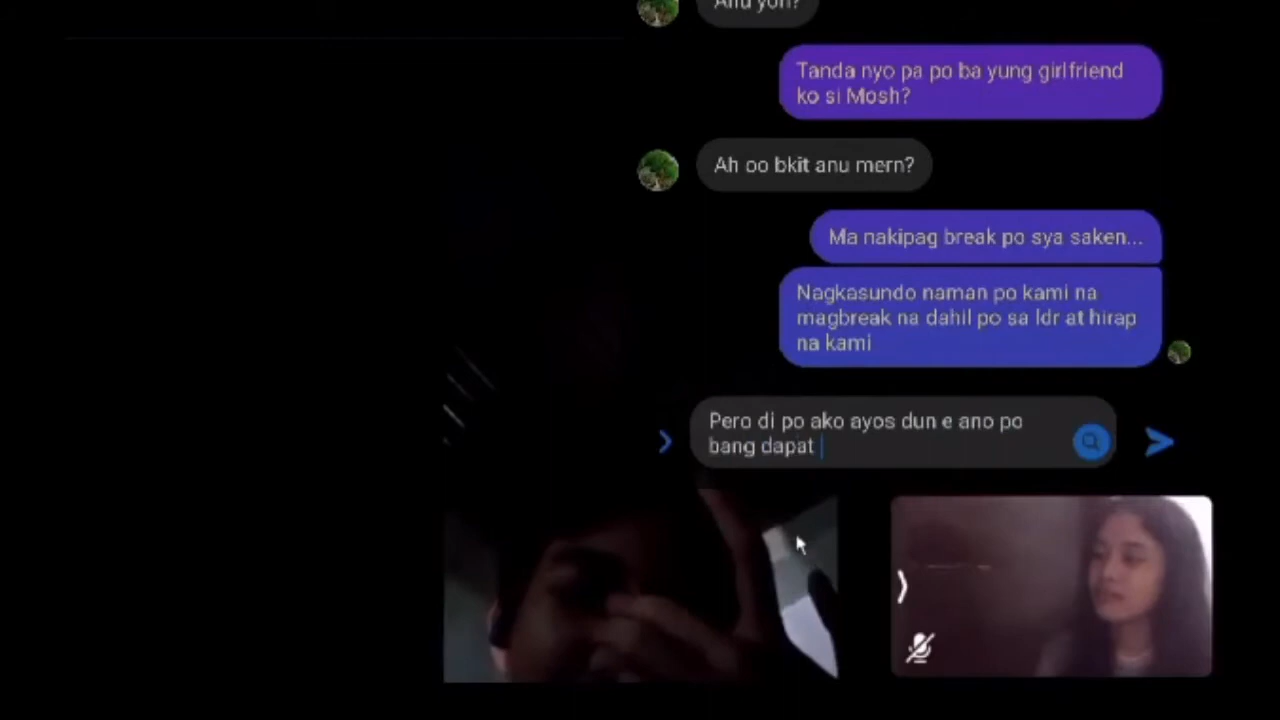 Anu yon?
Tanda nyo pa po ba yung girlfriend
ko si Mosh?
Ah oo bkit anu mern?
Ma nakipag break po sya saken...
Nagkasundo naman po kami na
magbreak na dahil po sa ldr at hirap
na kami
Pero di po ako ayos dun e ano po
bang dapat